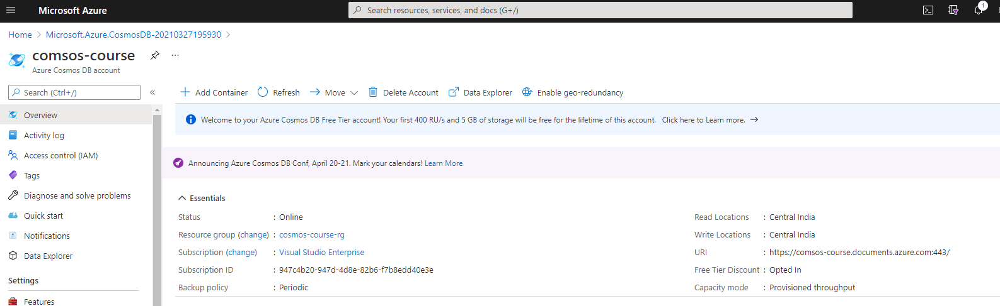 Microsoft Azure
Search resources, services, and docs (G+/)
1
Home > Microsoft.Azure.CosmosDB-20210327195930 >
comsos-course
Azure Cosmos DB account
Search (Ctrl+/)
«
Add Container
Refresh
Move
Delete Account
Data Explorer
Enable geo-redundancy
Overview
Activity log
Access control (IAM)
Tags
Diagnose and solve problems
Quick start
Notifications
Data Explorer
Settings
Features
Welcome to your Azure Cosmos DB Free Tier account! Your first 400 RU/s and 5 GB of storage will be free for the lifetime of this account. Click here to Learn more. →
Announcing Azure Cosmos DB Conf, April 20-21. Mark your calendars! Learn More
Essentials
Status : Online
Resource group (change) : cosmos-course-rg
Subscription (change) : Visual Studio Enterprise
Subscription ID : 947c4b20-947d-4d8e-82b6-f7b8edd40e3e
Backup policy : Periodic
Read Locations : Central India
Write Locations : Central India
URI : https://comsos-course.documents.azure.com:443/
Free Tier Discount : Opted In
Capacity mode : Provisioned throughput